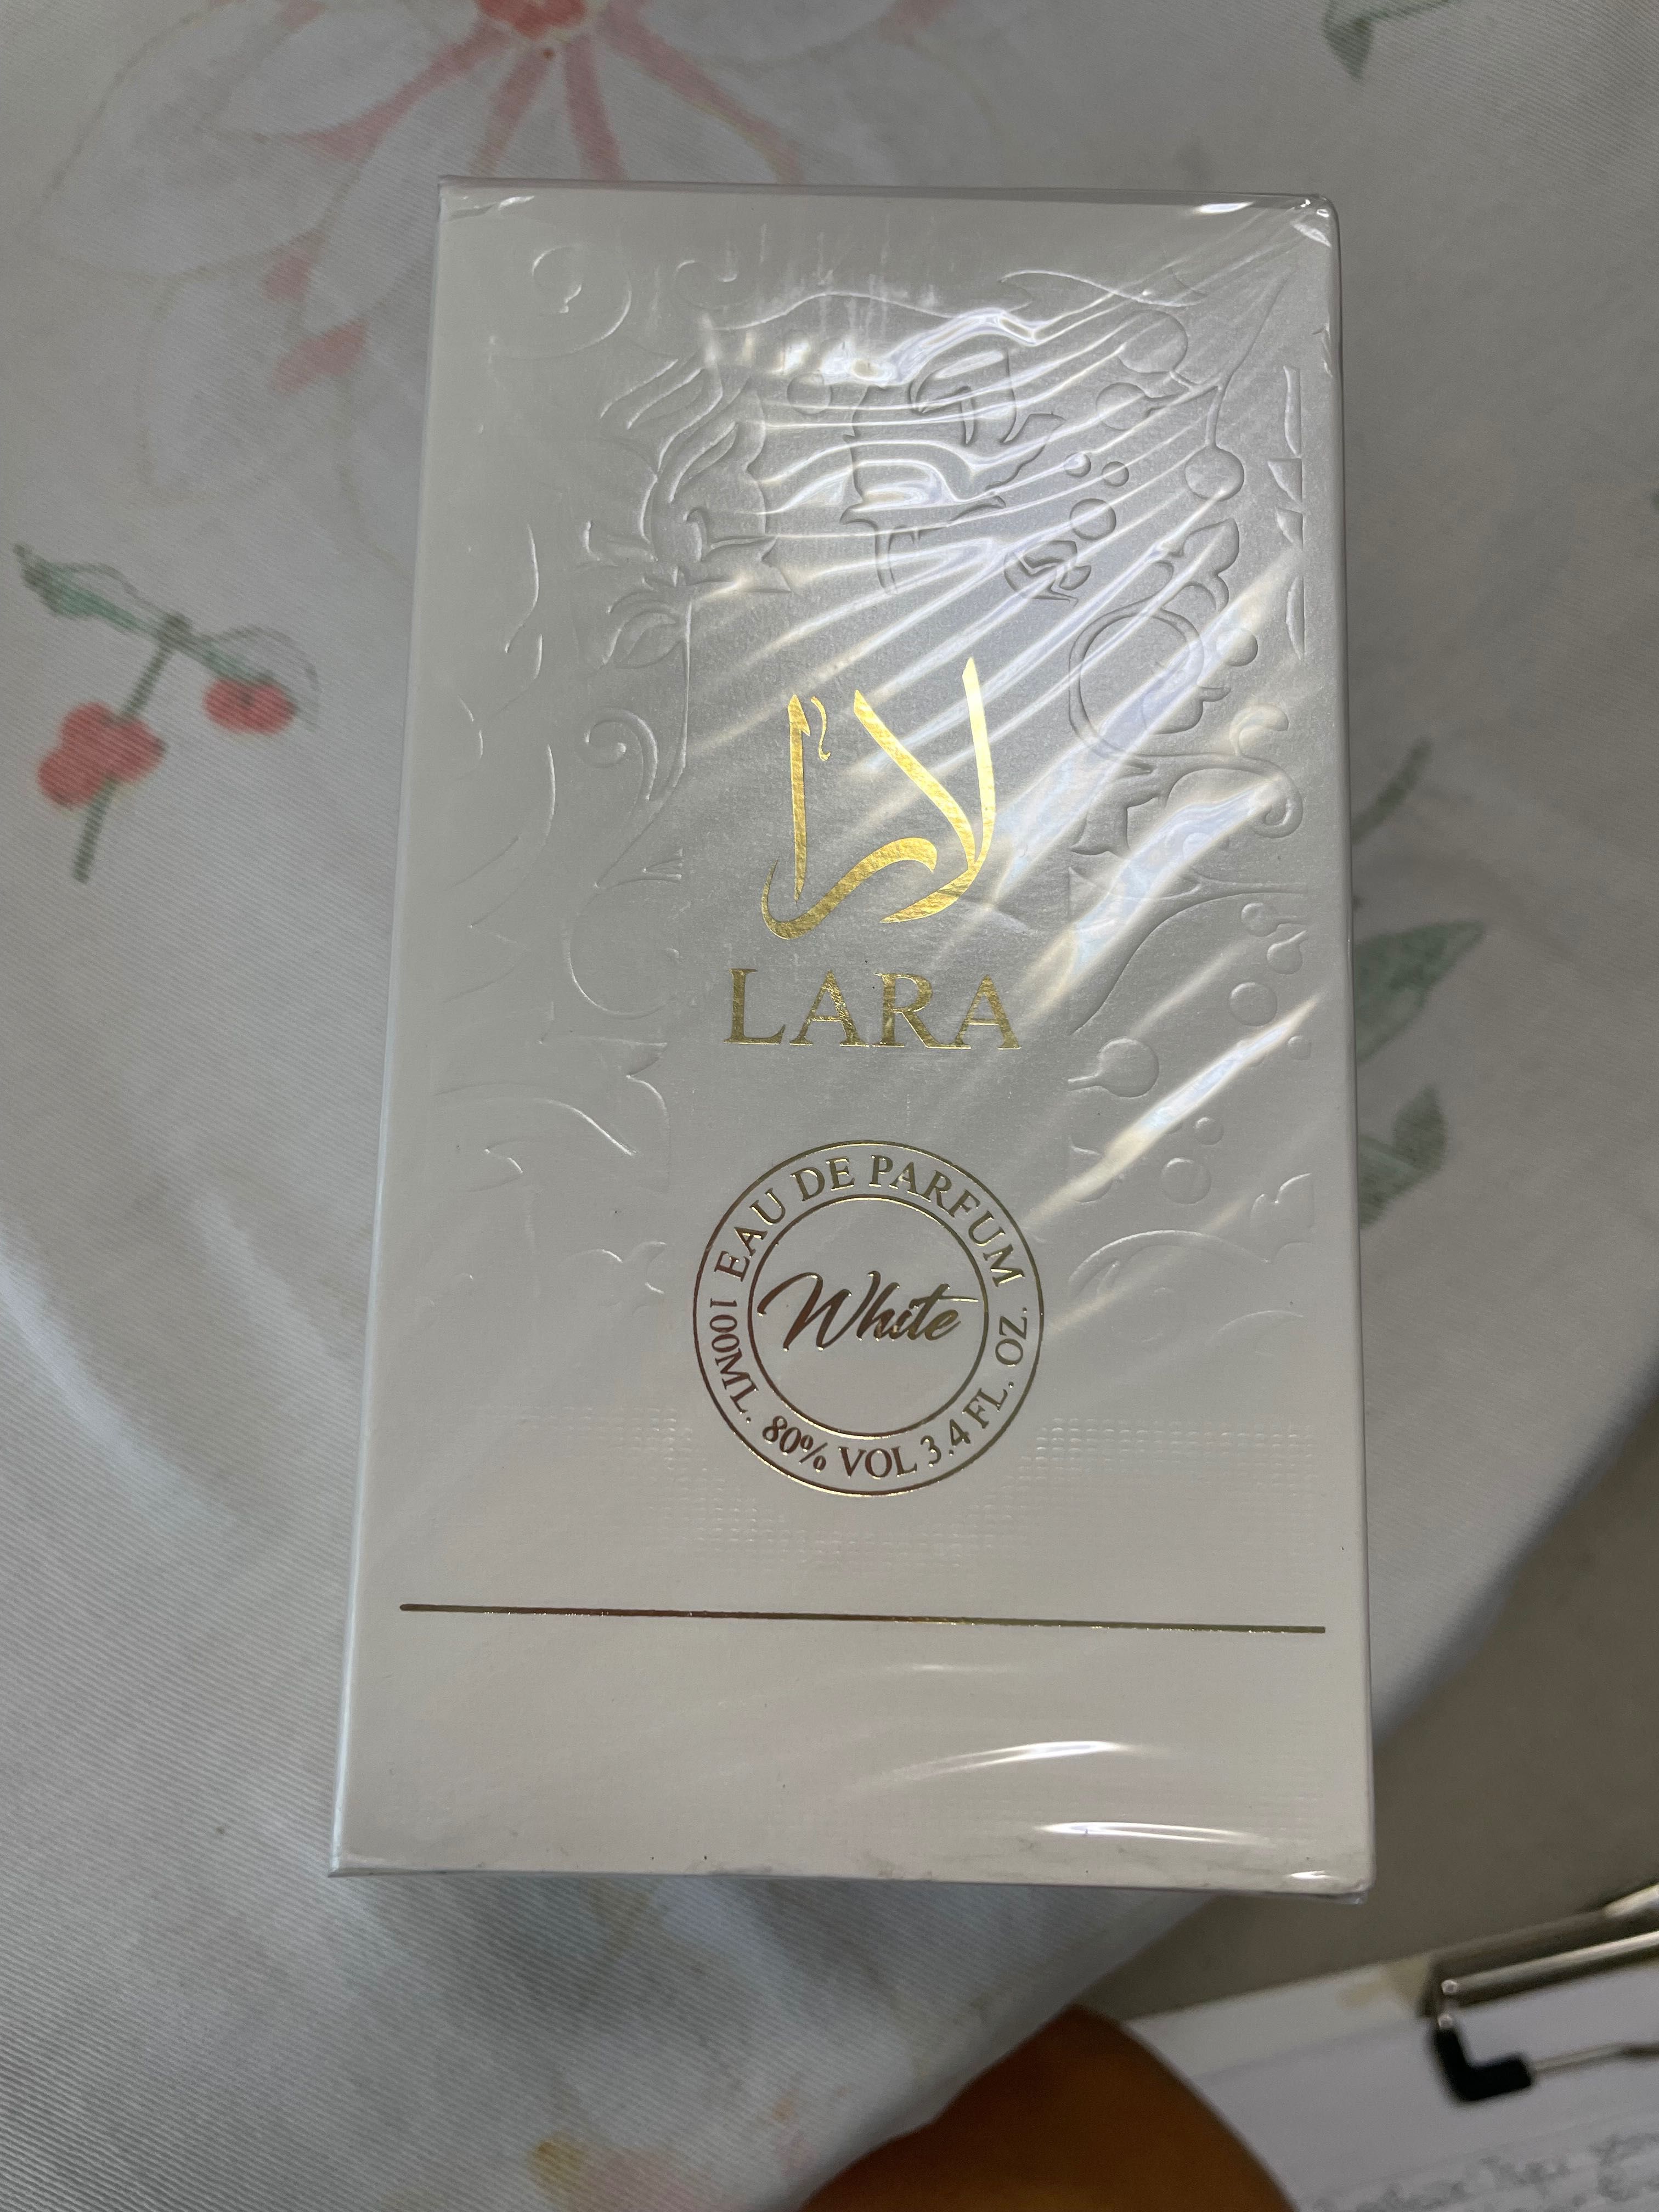 لارا
LARA
EAU DE PARFUM
White
100ML. 80% VOL 3.4 FL. OZ.